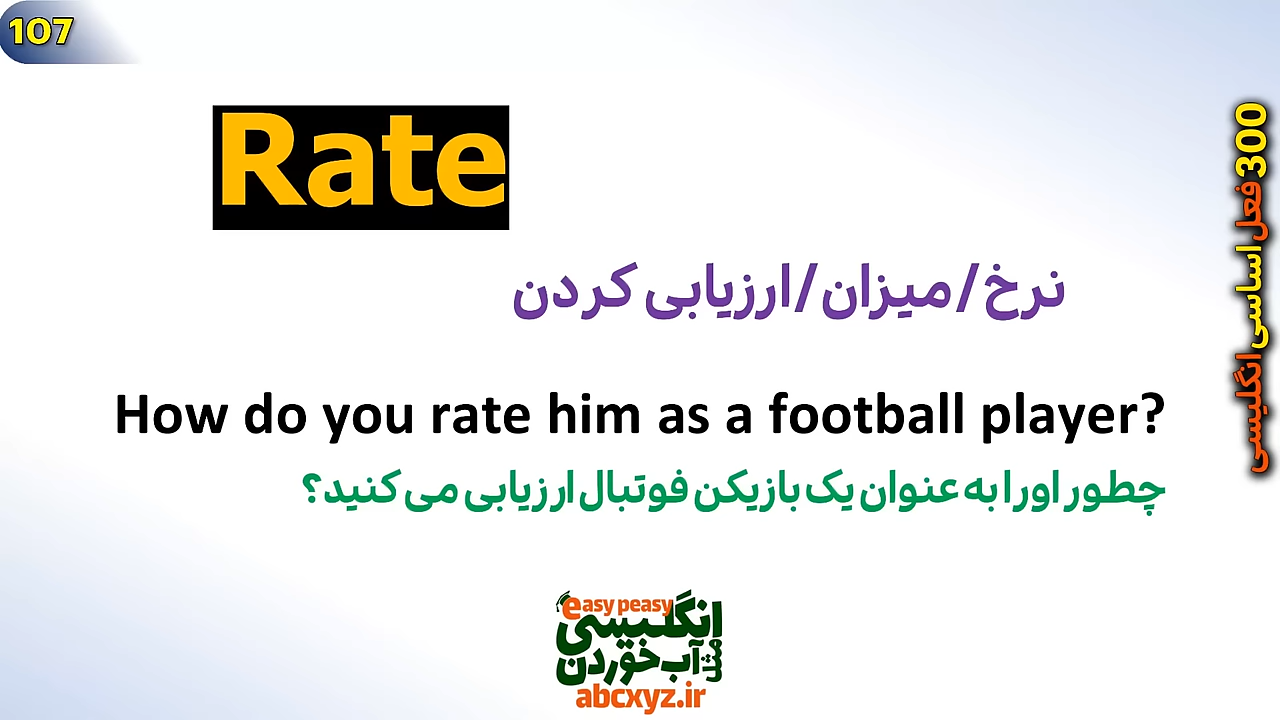 107
Rate
نرخ/میزان/ارزیابی کردن
How do you rate him as a football player?
چطور او را به عنوان یک بازیکن فوتبال ارزیابی می کنید؟
300 فعل اساسی انگلیسی
easy peasy
انگلیسی
مثل آب خوردن
abcxyz.ir